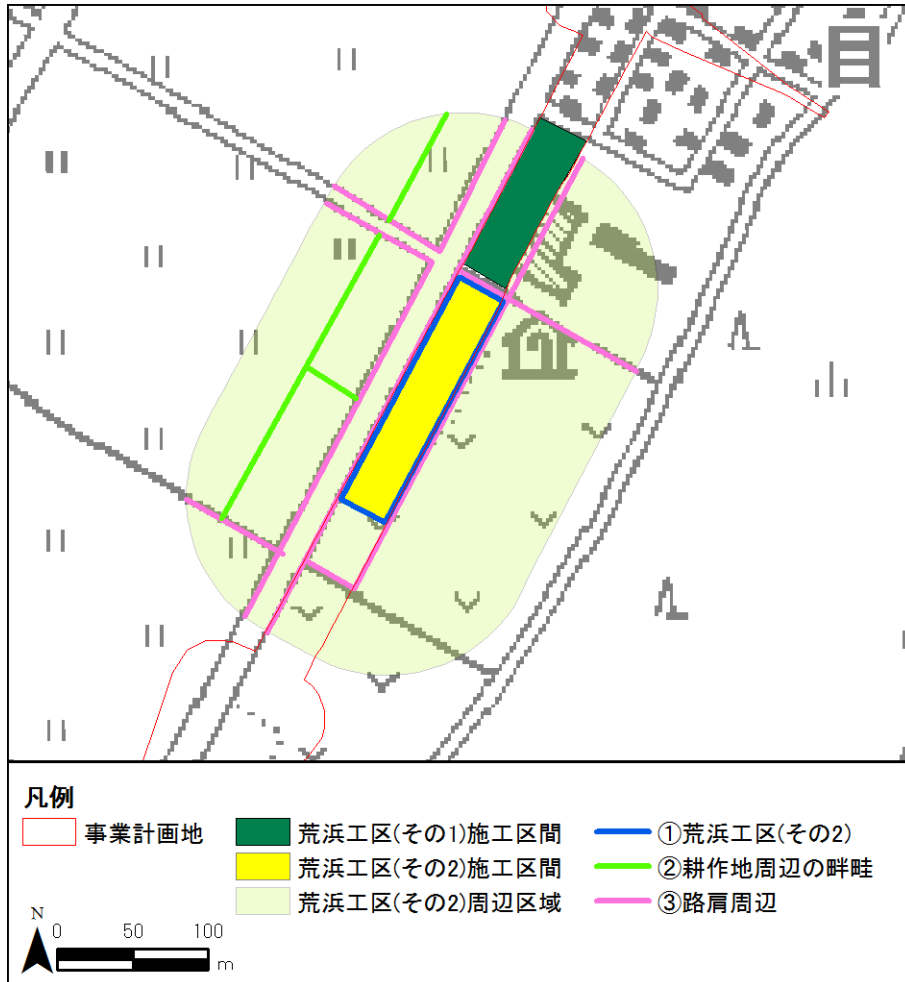 目
凡例
事業計画地
荒浜工区(その1)施工区間
①荒浜工区(その2)
荒浜工区(その2)施工区間
②耕作地周辺の畔畦
荒浜工区(その2)周辺区域
③路肩周辺
N
0 50 100
m